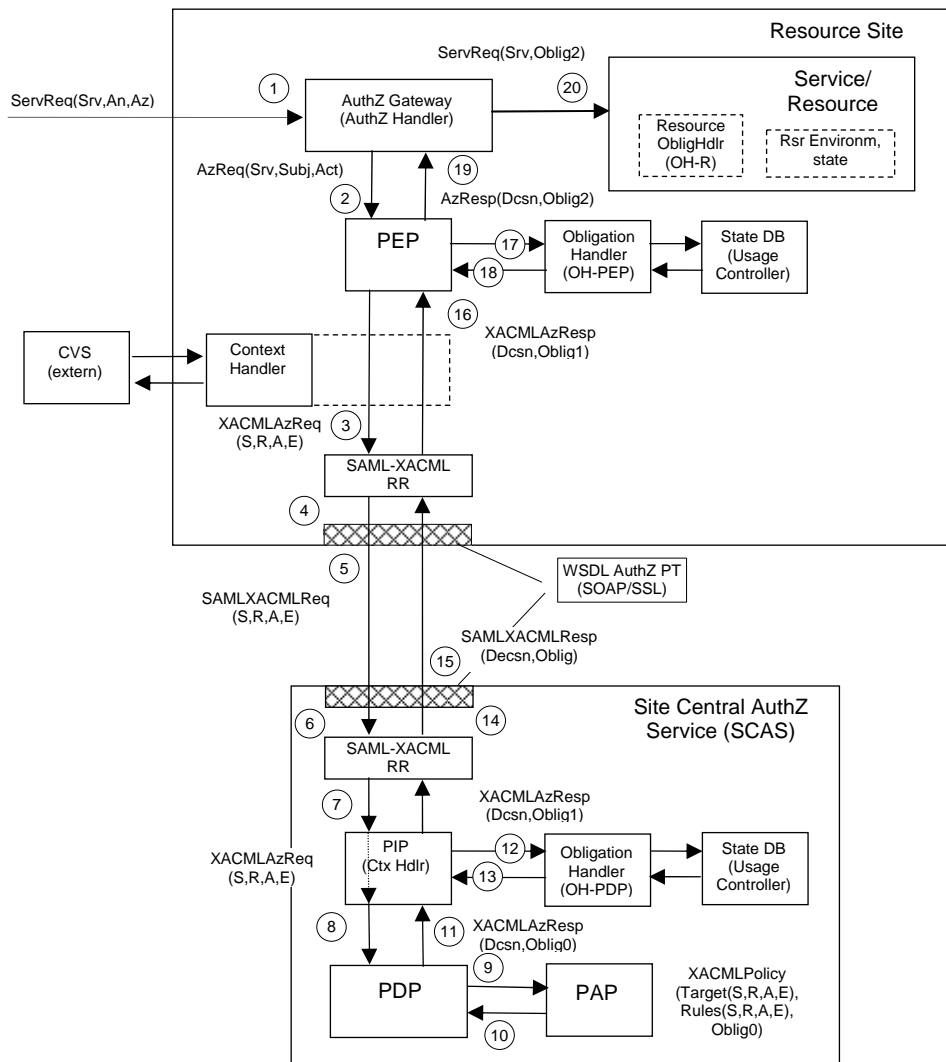 Resource Site
ServReq(Srv,Oblig2)
1
20
ServReq(Srv,An,Az)
AuthZ Gateway
(AuthZ Handler)
Service/
Resource
Resource
ObligHdlr
(OH-R)
Rsr Environm,
state
AzReq(Srv,Subj,Act)
19
2
AzResp(Dcsn,Oblig2)
PEP
17
18
Obligation
Handler
(OH-PEP)
State DB
(Usage
Controller)
16
XACMLAzResp
(Dcsn,Oblig1)
CVS
(extern)
Context
Handler
XACMLAzReq
(S,R,A,E)
3
SAML-XACML
RR
4
5
WSDL AuthZ PT
(SOAP/SSL)
SAMLXACMLReq
(S,R,A,E)
SAMLXACMLResp
(Decsn,Oblig)
15
Site Central AuthZ
Service (SCAS)
6
14
SAML-XACML
RR
7
XACMLAzResp
(Dcsn,Oblig1)
XACMLAzReq
(S,R,A,E)
PIP
(Ctx Hdlr)
12
13
Obligation
Handler
(OH-PDP)
State DB
(Usage
Controller)
8
11
XACMLAzResp
(Dcsn,Oblig0)
9
PDP
PAP
10
XACMLPolicy
(Target(S,R,A,E),
Rules(S,R,A,E),
Oblig0)